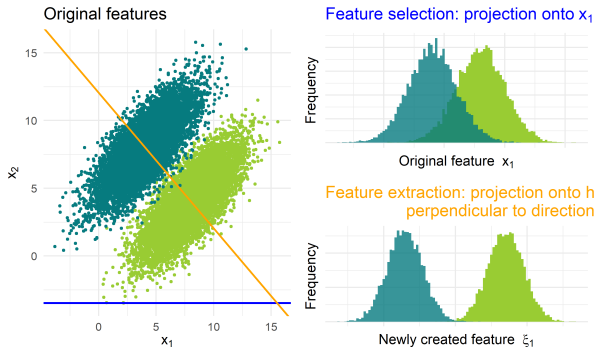 Original features
15
10
5
0
x₂
0
5
10
15
x₁
Feature selection: projection onto x₁
Frequency
Original feature x₁
Feature extraction: projection onto h
perpendicular to direction
Frequency
Newly created feature ξ₁